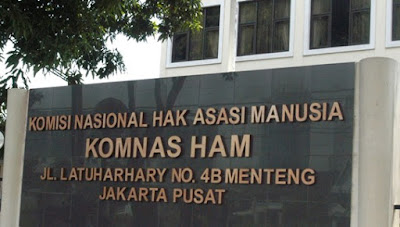 KOMISI NASIONAL HAK ASASI MANUSIA
KOMNAS HAM
JL. LATUHARHARY NO. 4B MENTENG
JAKARTA PUSAT